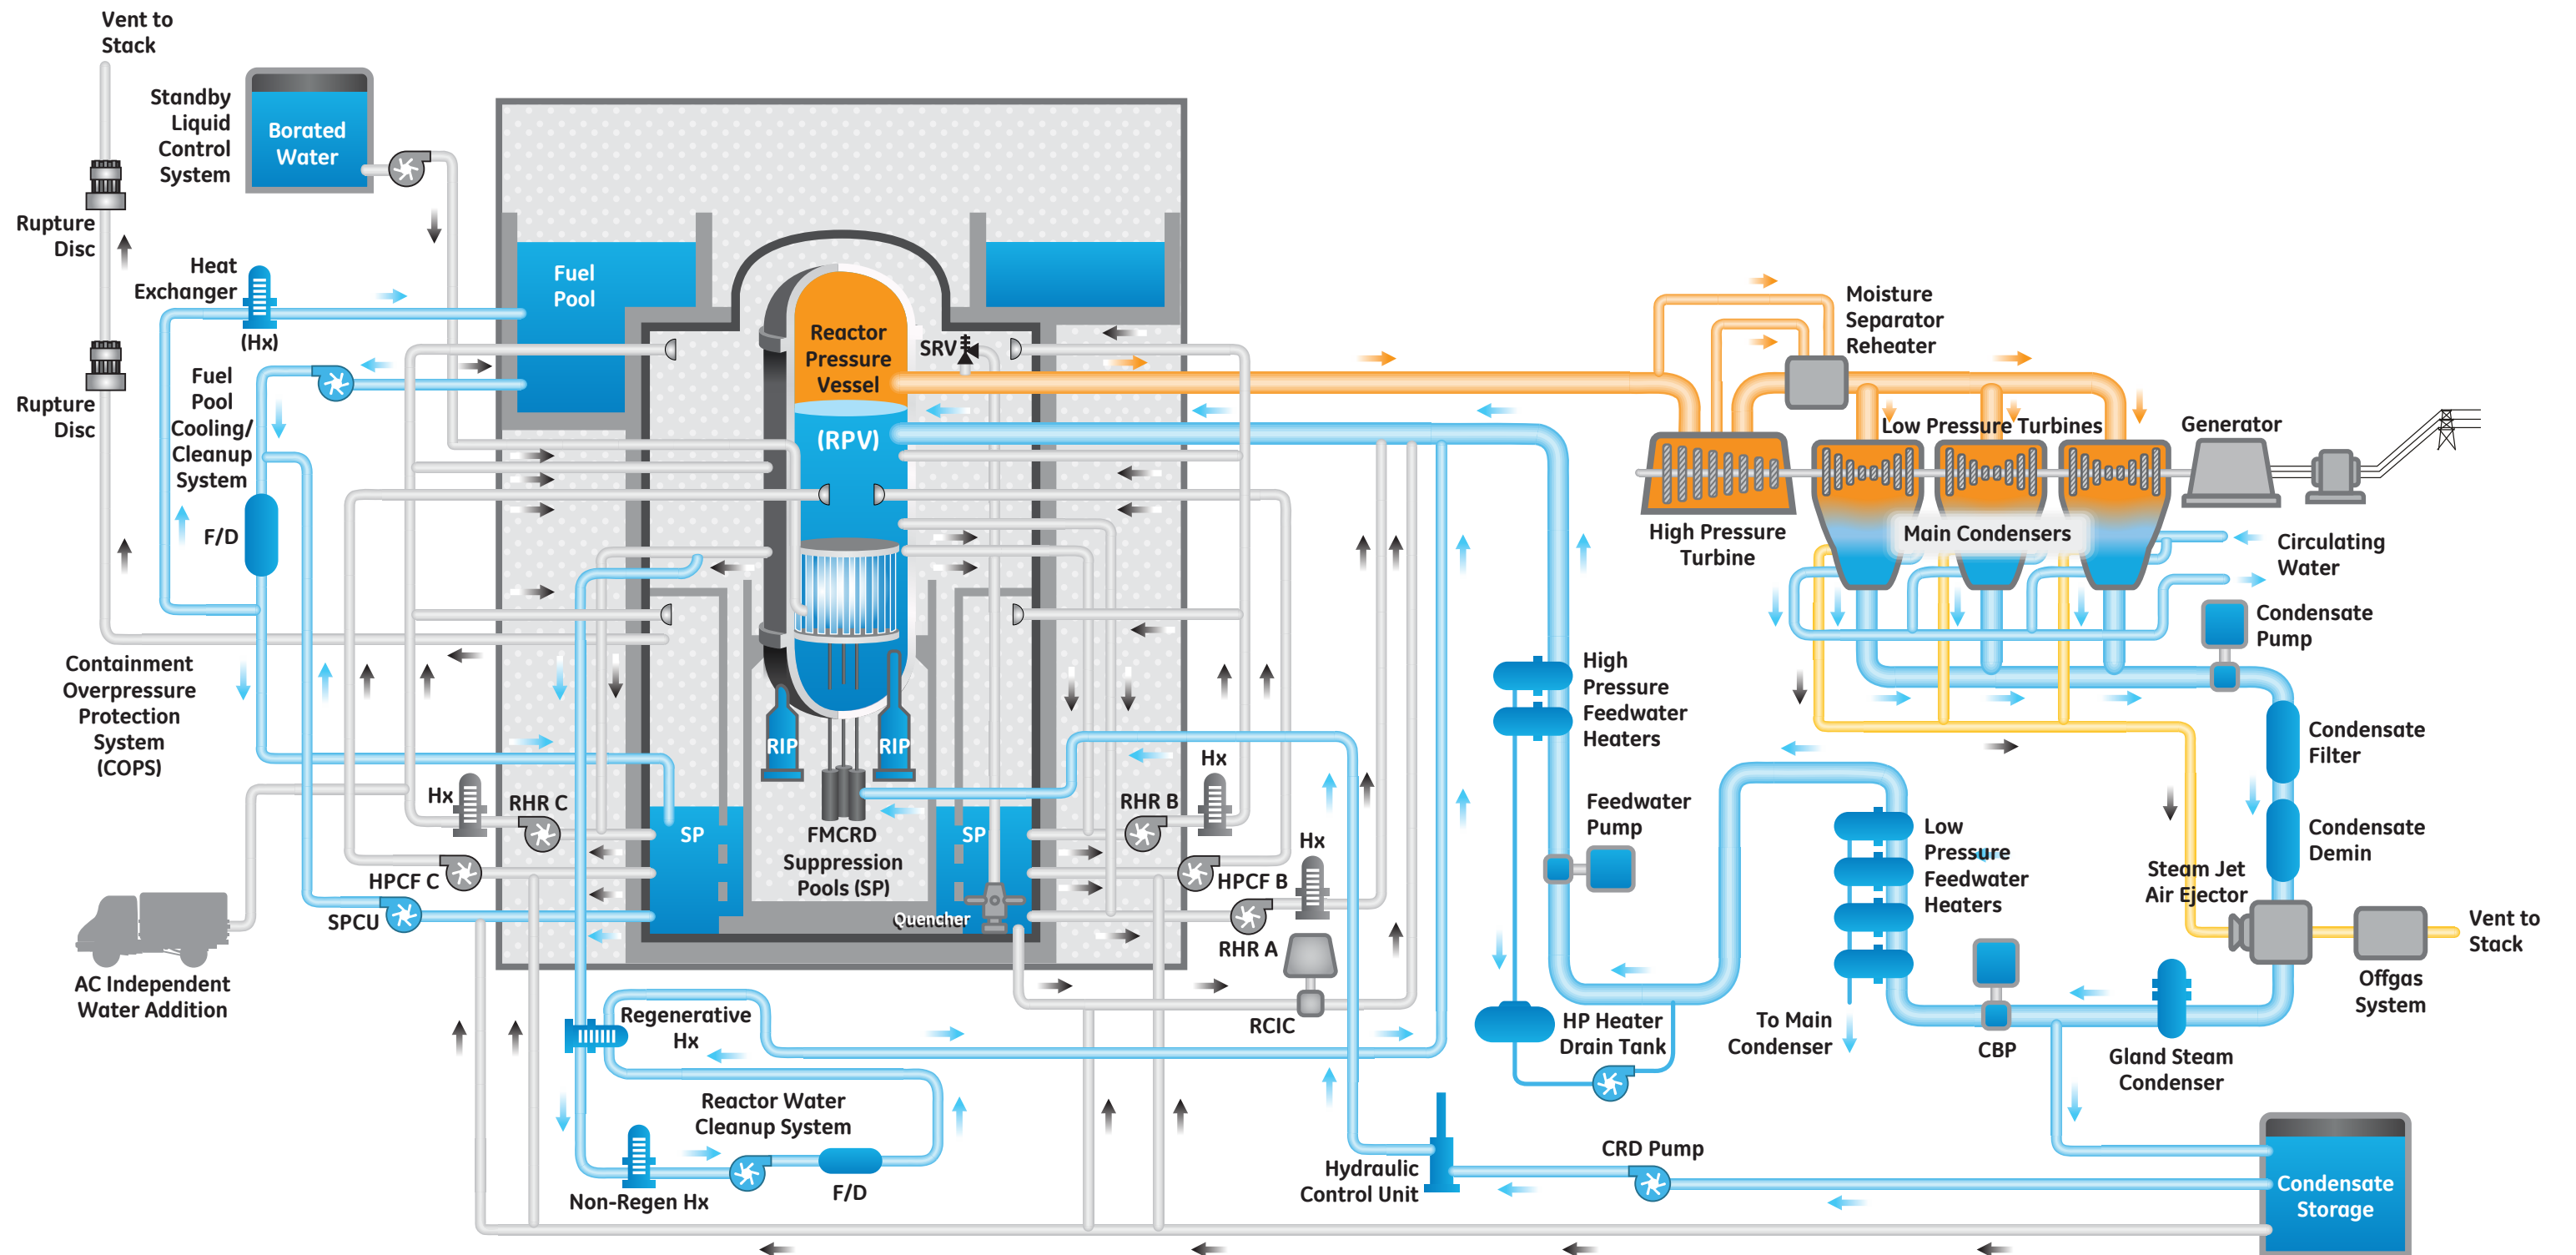 Vent to
Stack
Standby
Liquid
Control
System
Borated
Water
Rupture
Disc
Heat
Exchanger
(Hx)
Rupture
Disc
Fuel
Pool
Cooling/
Cleanup
System
F/D
Fuel
Pool
Reactor
Pressure
Vessel
(RPV)
SRV
Containment
Overpressure
Protection
System
(COPS)
Hx
RHR C
HPCF C
SPCU
AC Independent
Water Addition
RIP
RIP
SP
SP
FMCRD
Suppression
Pools (SP)
Quencher
RHR B
Hx
HPCF B
Hx
RHR A
RCIC
Regenerative
Hx
Reactor Water
Cleanup System
Non-Regen Hx
F/D
Moisture
Separator
Reheater
Low Pressure Turbines
Generator
High Pressure
Turbine
Main Condensers
Circulating
Water
Condensate
Pump
High
Pressure
Feedwater
Heaters
Condensate
Filter
Feedwater
Pump
Low
Pressure
Feedwater
Heaters
Condensate
Demin
Steam Jet
Air Ejector
Vent to
Stack
Offgas
System
HP Heater
Drain Tank
To Main
Condenser
CBP
Gland Steam
Condenser
Hydraulic
Control Unit
CRD Pump
Condensate
Storage